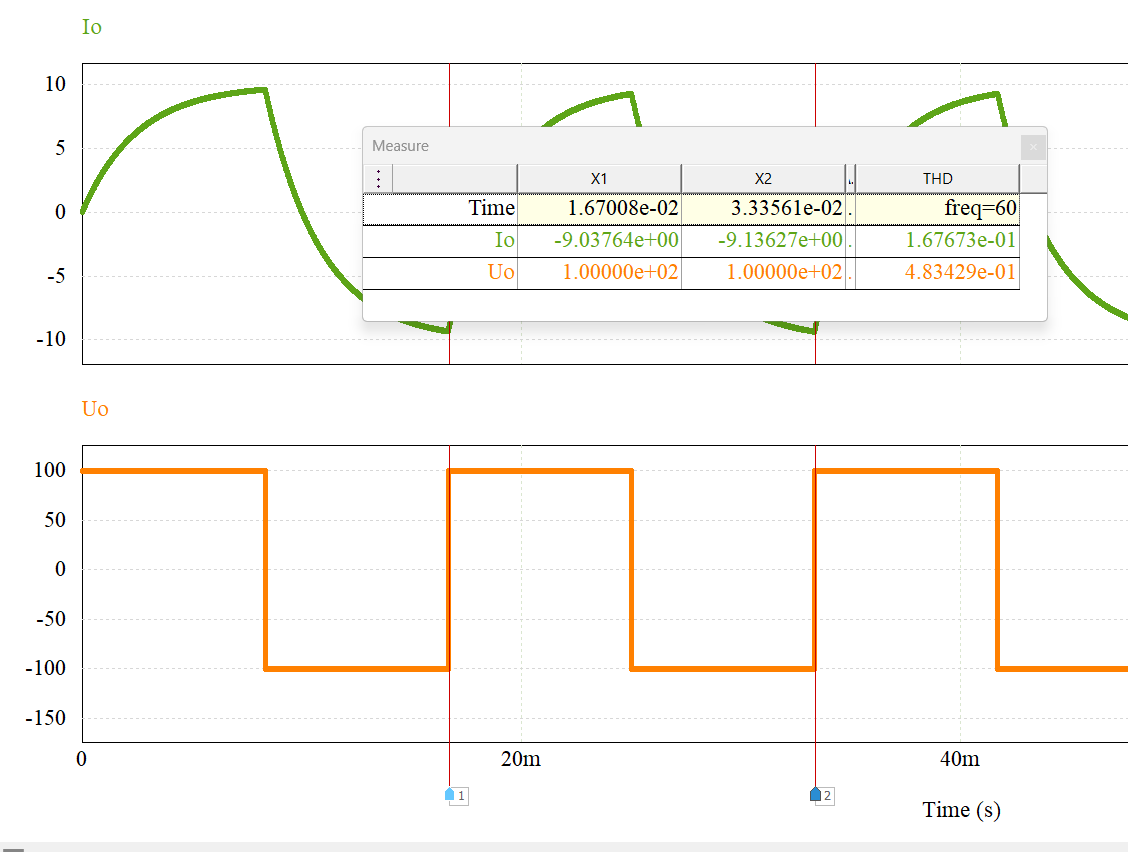 Io
10
5
0
-5
-10
Measure
X1 X2 THD
Time 1.67008e-02 3.33561e-02 . freq=60
Io -9.03764e+00 -9.13627e+00 . 1.67673e-01
Uo 1.00000e+02 1.00000e+02 . 4.83429e-01
Uo
100
50
0
-50
-100
-150
0 20m 40m
1 2
Time (s)